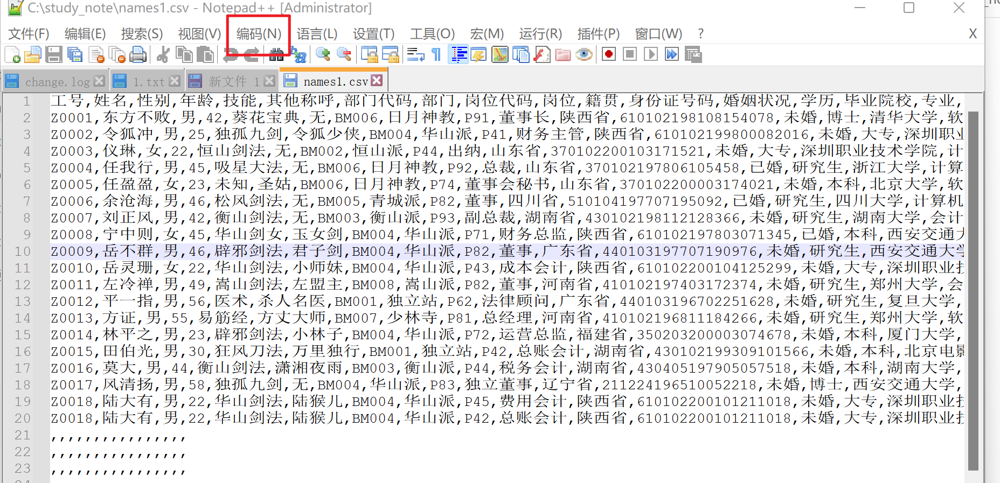 C:\study_note\names1.csv - Notepad++ [Administrator]
文件(F) 编辑(E) 搜索(S) 视图(V) 编码(N) 语言(L) 设置(T) 工具(O) 宏(M) 运行(R) 插件(P) 窗口(W) ? X
change.log 1.txt 新文件 1 names1.csv
1 工号,姓名,性别,年龄,技能,其他称呼,部门代码,部门,岗位代码,岗位,籍贯,身份证号码,婚姻状况,学历,毕业院校,专业,
2 Z0001,东方不败,男,42,葵花宝典,无,BM006,日月神教,P91,董事长,陕西省,610102198108154078,未婚,博士,清华大学,软
3 Z0002,令狐冲,男,25,独孤九剑,令狐少侠,BM004,华山派,P41,财务主管,陕西省,610102199800082016,未婚,大专,深圳职业
4 Z0003,仪琳,女,22,恒山剑法,无,BM002,恒山派,P44,出纳,山东省,370102200103171521,未婚,大专,深圳职业技术学院,计
5 Z0004,任我行,男,45,吸星大法,无,BM006,日月神教,P92,总裁,山东省,370102197806105458,已婚,研究生,浙江大学,计算
6 Z0005,任盈盈,女,23,未知,圣姑,BM006,日月神教,P74,董事会秘书,山东省,370102200003174021,未婚,本科,北京大学,软
7 Z0006,余沧海,男,46,松风剑法,无,BM005,青城派,P82,董事,四川省,510104197707195092,已婚,研究生,四川大学,计算机
8 Z0007,刘正风,男,42,衡山剑法,无,BM003,衡山派,P93,副总裁,湖南省,430102198112128366,未婚,研究生,湖南大学,会计
9 Z0008,宁中则,女,45,华山剑女,玉女剑,BM004,华山派,P71,财务总监,陕西省,610102197803071345,已婚,本科,西安交通大
10 Z0009,岳不群,男,46,辟邪剑法,君子剑,BM004,华山派,P82,董事,广东省,440103197707190976,未婚,研究生,西安交通大学
11 Z0010,岳灵珊,女,22,华山剑法,小师妹,BM004,华山派,P43,成本会计,陕西省,610102200104125299,未婚,大专,深圳职业技
12 Z0011,左冷禅,男,49,嵩山剑法,左盟主,BM008,嵩山派,P82,董事,河南省,410102197403172374,未婚,研究生,郑州大学,会
13 Z0012,平一指,男,56,医术,杀人名医,BM001,独立站,P62,法律顾问,广东省,440103196702251628,未婚,研究生,复旦大学,
14 Z0013,方证,男,55,易筋经,方丈大师,BM007,少林寺,P81,总经理,河南省,410102196811184266,未婚,研究生,郑州大学,软
15 Z0014,林平之,男,23,辟邪剑法,小林子,BM004,华山派,P72,运营总监,福建省,350203200003074678,未婚,本科,厦门大学,
16 Z0015,田伯光,男,30,狂风刀法,万里独行,BM001,独立站,P42,总账会计,湖南省,430102199309101566,未婚,本科,北京电影
17 Z0016,莫大,男,44,衡山剑法,潇湘夜雨,BM003,衡山派,P44,税务会计,湖南省,430405197905057518,未婚,本科,湖南大学,
18 Z0017,风清扬,男,58,独孤九剑,无,BM004,华山派,P83,独立董事,辽宁省,211224196510052218,未婚,博士,西安交通大学,
19 Z0018,陆大有,男,22,华山剑法,陆猴儿,BM004,华山派,P45,费用会计,陕西省,610102200101211018,未婚,大专,深圳职业技
20 Z0018,陆大有,男,22,华山剑法,陆猴儿,BM004,华山派,P42,总账会计,陕西省,610102200101211018,未婚,大专,深圳职业技
21 ,,,,,,,,,,,,,,,,
22 ,,,,,,,,,,,,,,,,
23 ,,,,,,,,,,,,,,,,